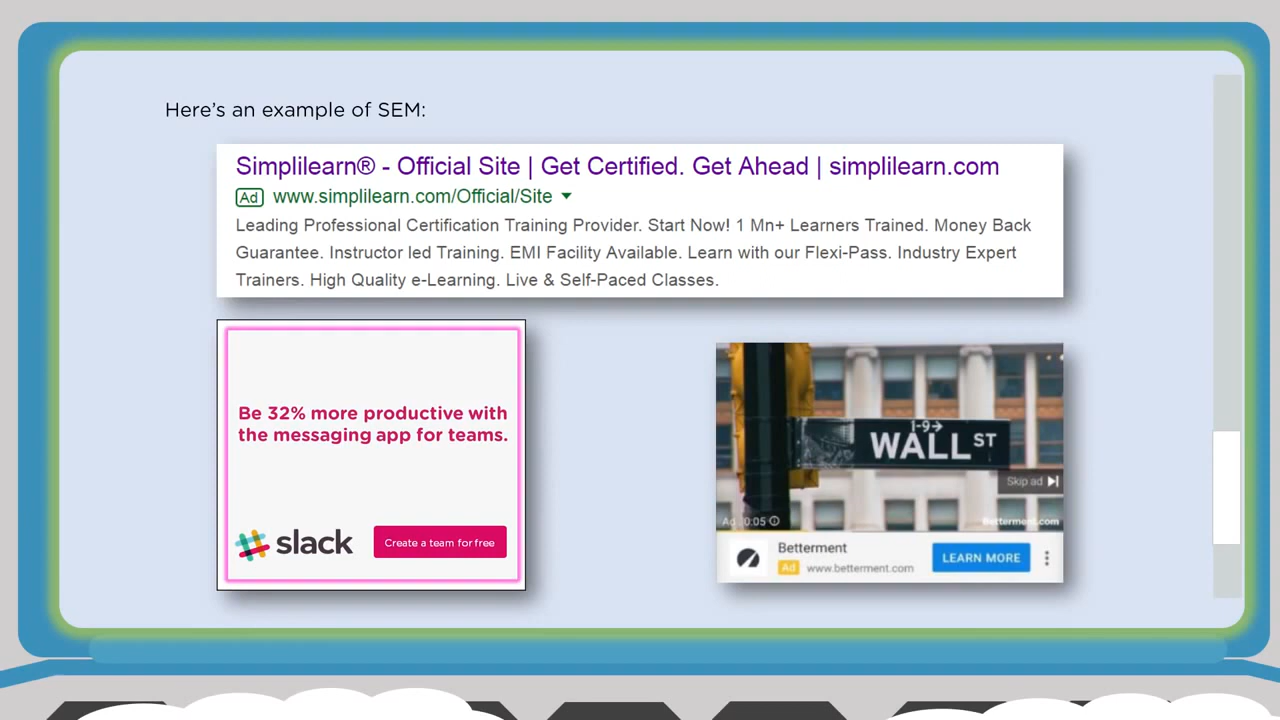 Here's an example of SEM:
Simplilearn® - Official Site | Get Certified. Get Ahead | simplilearn.com
Ad www.simplilearn.com/Official/Site
Leading Professional Certification Training Provider. Start Now! 1 Mn+ Learners Trained. Money Back
Guarantee. Instructor led Training. EMI Facility Available. Learn with our Flexi-Pass. Industry Expert
Trainers. High Quality e-Learning. Live & Self-Paced Classes.
Be 32% more productive with
the messaging app for teams.
slack
Create a team for free
1-9→
WALL ST
Skip ad
Ad 0:05
Betterment.com
Betterment
Ad www.betterment.com
LEARN MORE